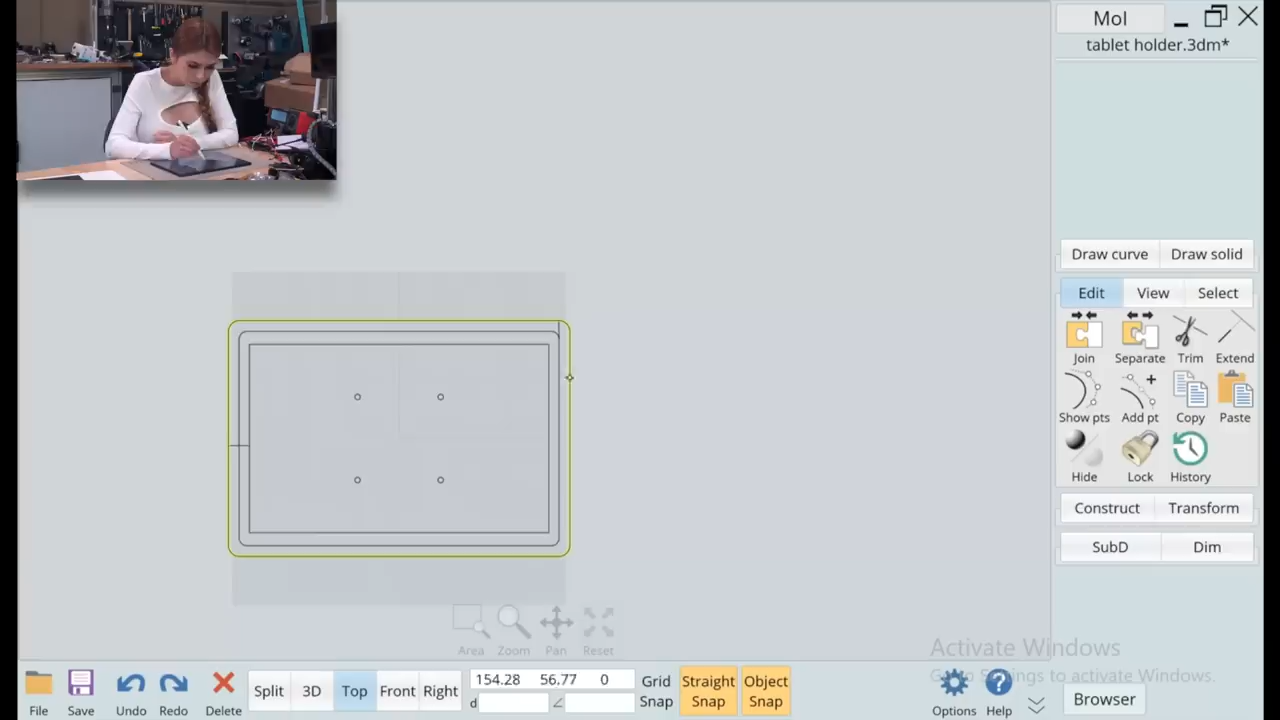 MoI
tablet holder.3dm*
Draw curve Draw solid
Edit View Select
Join Separate Trim Extend
Show pts Add pt Copy Paste
Hide Lock History
Construct Transform
SubD Dim
Area Zoom Pan Reset
Activate Windows
Go to Settings to activate Windows.
File Save Undo Redo Delete
Split 3D Top Front Right
154.28 56.77 0
d
Grid Snap
Straight Snap
Object Snap
Options Help
Browser